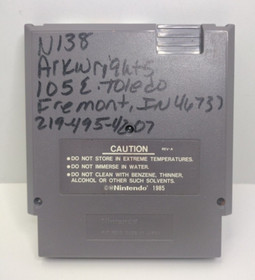 N138
Arkwrights
105 E. Toledo
Fremont, IN 46737
219-495-4607
CAUTION
REV-A
•DO NOT STORE IN EXTREME TEMPERATURES.
•DO NOT IMMERSE IN WATER.
•DO NOT CLEAN WITH BENZENE, THINNER,
ALCOHOL OR OTHER SUCH SOLVENTS.
©®Nintendo® 1985